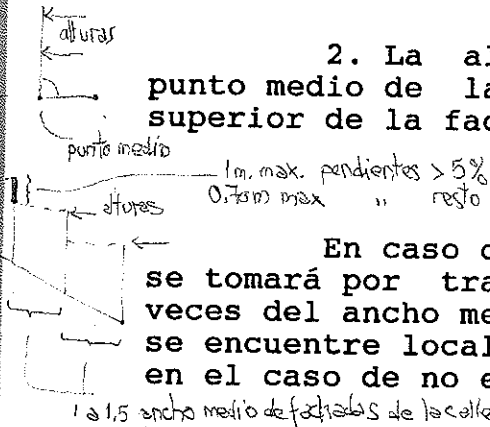 alturas
2. La al
punto medio de la
superior de la fac
punto medio
1m. max. pendientes > 5%
0,70m max " resto
alturas
En caso d
se tomará por tra
veces del ancho me
se encuentre local
en el caso de no e
1 a 1,5 ancho medio de fachadas de la calle